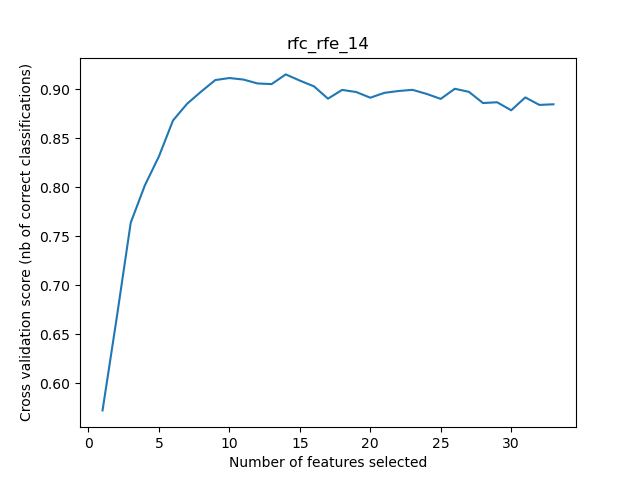 rfc_rfe_14
Cross validation score (nb of correct classifications)
0.90
0.85
0.80
0.75
0.70
0.65
0.60
0 5 10 15 20 25 30
Number of features selected